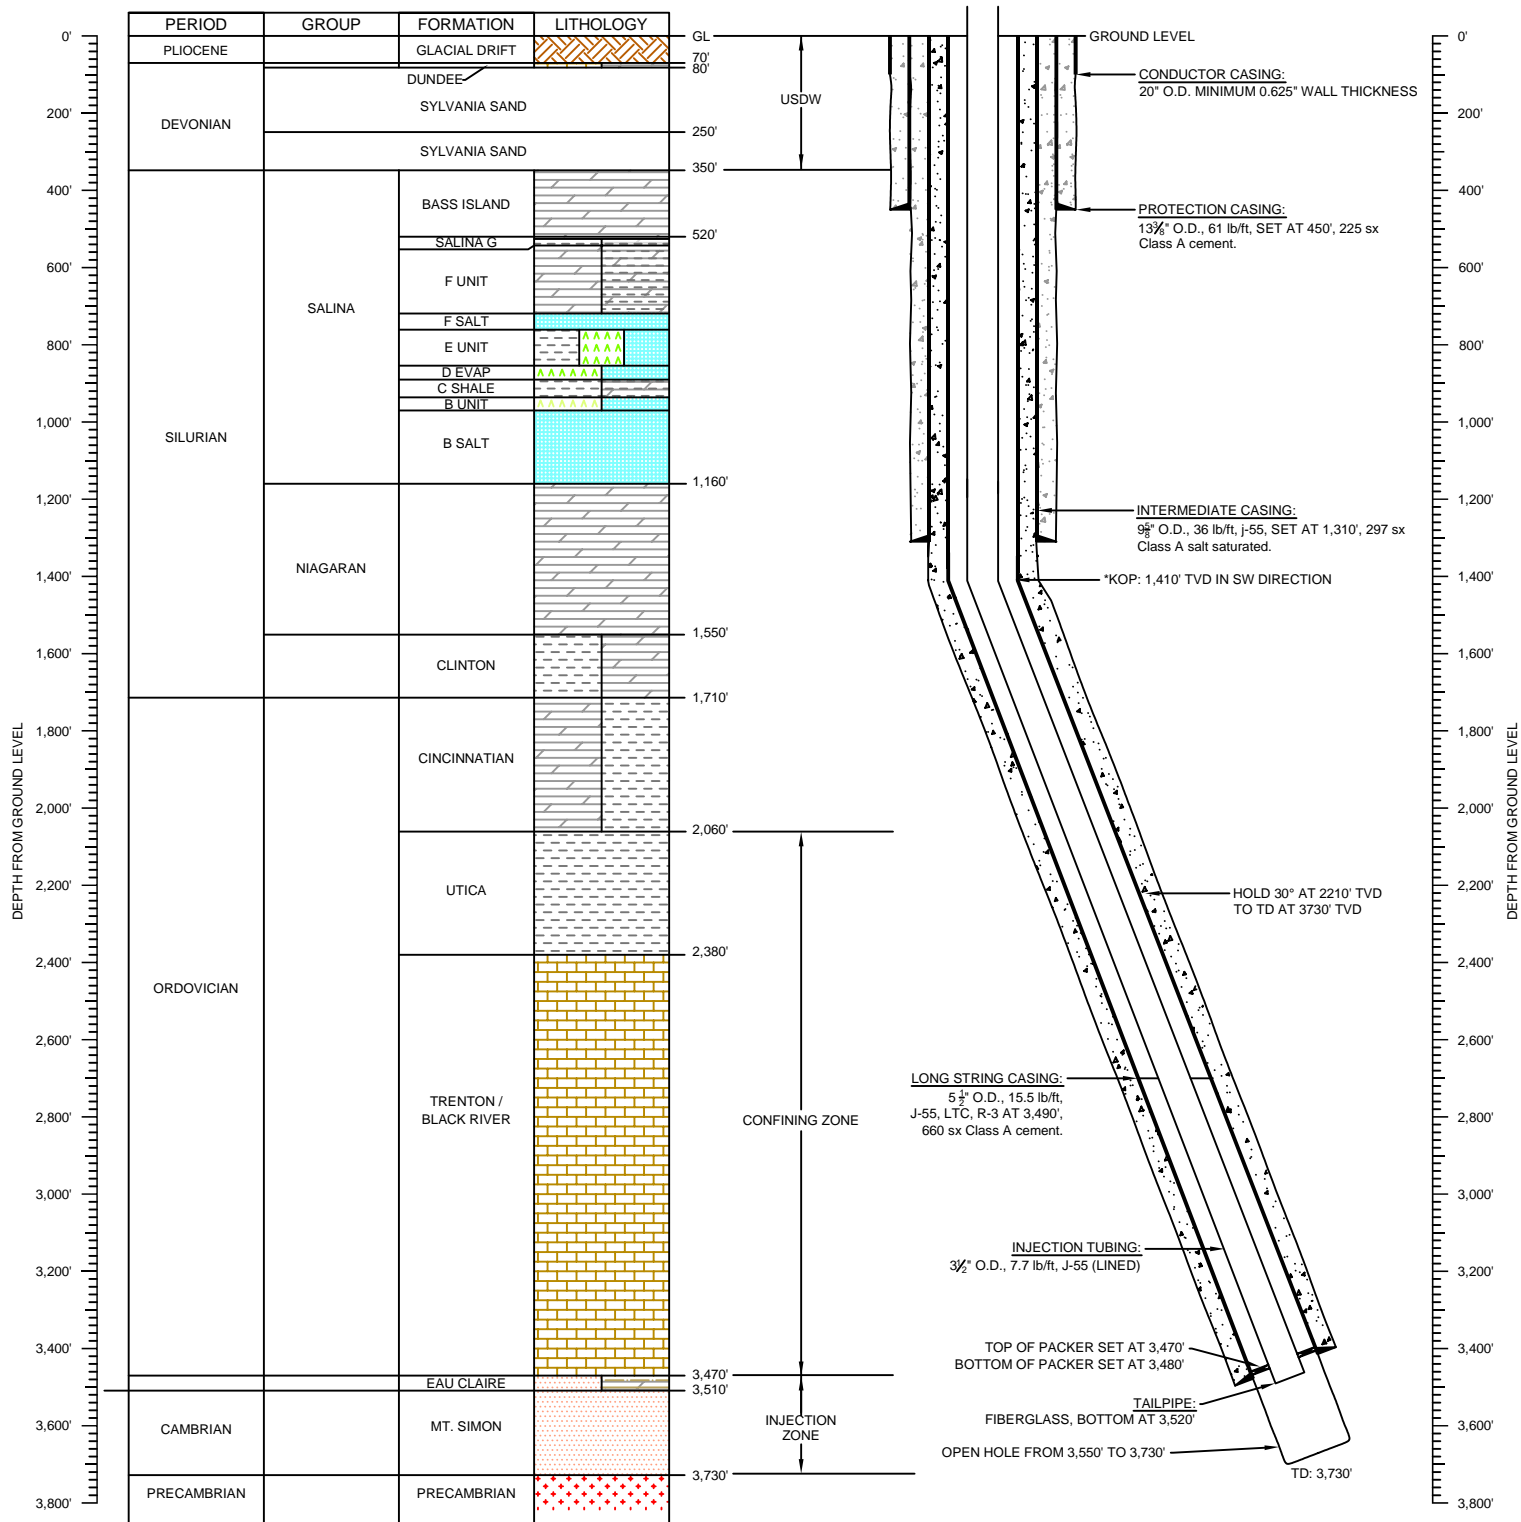 PERIOD GROUP FORMATION LITHOLOGY
PLIOCENE
GLACIAL DRIFT
DUNDEE
DEVONIAN
SYLVANIA SAND
SYLVANIA SAND
SILURIAN
SALINA
BASS ISLAND
SALINA G
F UNIT
F SALT
E UNIT
D EVAP
C SHALE
B UNIT
B SALT
NIAGARAN
CLINTON
ORDOVICIAN
CINCINNATIAN
UTICA
TRENTON /
BLACK RIVER
EAU CLAIRE
CAMBRIAN
MT. SIMON
PRECAMBRIAN
PRECAMBRIAN
GL
70'
80'
250'
350'
520'
1,160'
1,550'
1,710'
2,060'
2,380'
3,470'
3,510'
3,730'
USDW
CONFINING ZONE
INJECTION
ZONE
DEPTH FROM GROUND LEVEL
0'
200'
400'
600'
800'
1,000'
1,200'
1,400'
1,600'
1,800'
2,000'
2,200'
2,400'
2,600'
2,800'
3,000'
3,200'
3,400'
3,600'
3,800'
GROUND LEVEL
CONDUCTOR CASING:
20" O.D. MINIMUM 0.625" WALL THICKNESS
PROTECTION CASING:
13⅜" O.D., 61 lb/ft, SET AT 450', 225 sx
Class A cement.
INTERMEDIATE CASING:
9⅝" O.D., 36 lb/ft, j-55, SET AT 1,310', 297 sx
Class A salt saturated.
*KOP: 1,410' TVD IN SW DIRECTION
HOLD 30° AT 2210' TVD
TO TD AT 3730' TVD
LONG STRING CASING:
5 ½" O.D., 15.5 lb/ft,
J-55, LTC, R-3 AT 3,490',
660 sx Class A cement.
INJECTION TUBING:
3½" O.D., 7.7 lb/ft, J-55 (LINED)
TOP OF PACKER SET AT 3,470'
BOTTOM OF PACKER SET AT 3,480'
TAILPIPE:
FIBERGLASS, BOTTOM AT 3,520'
OPEN HOLE FROM 3,550' TO 3,730'
TD: 3,730'
0'
200'
400'
600'
800'
1,000'
1,200'
1,400'
1,600'
1,800'
2,000'
2,200'
2,400'
2,600'
2,800'
3,000'
3,200'
3,400'
3,600'
3,800'
DEPTH FROM GROUND LEVEL